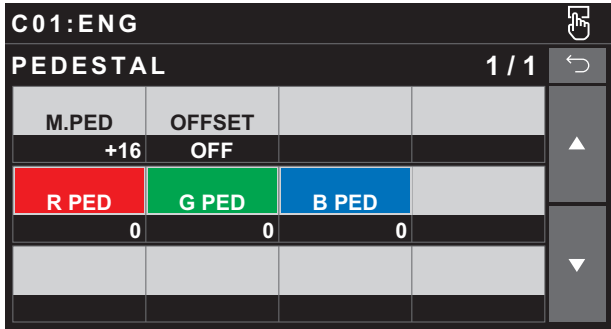 C01:ENG
PEDESTAL 1 / 1
M.PED OFFSET
+16 OFF
R PED G PED B PED
0 0 0